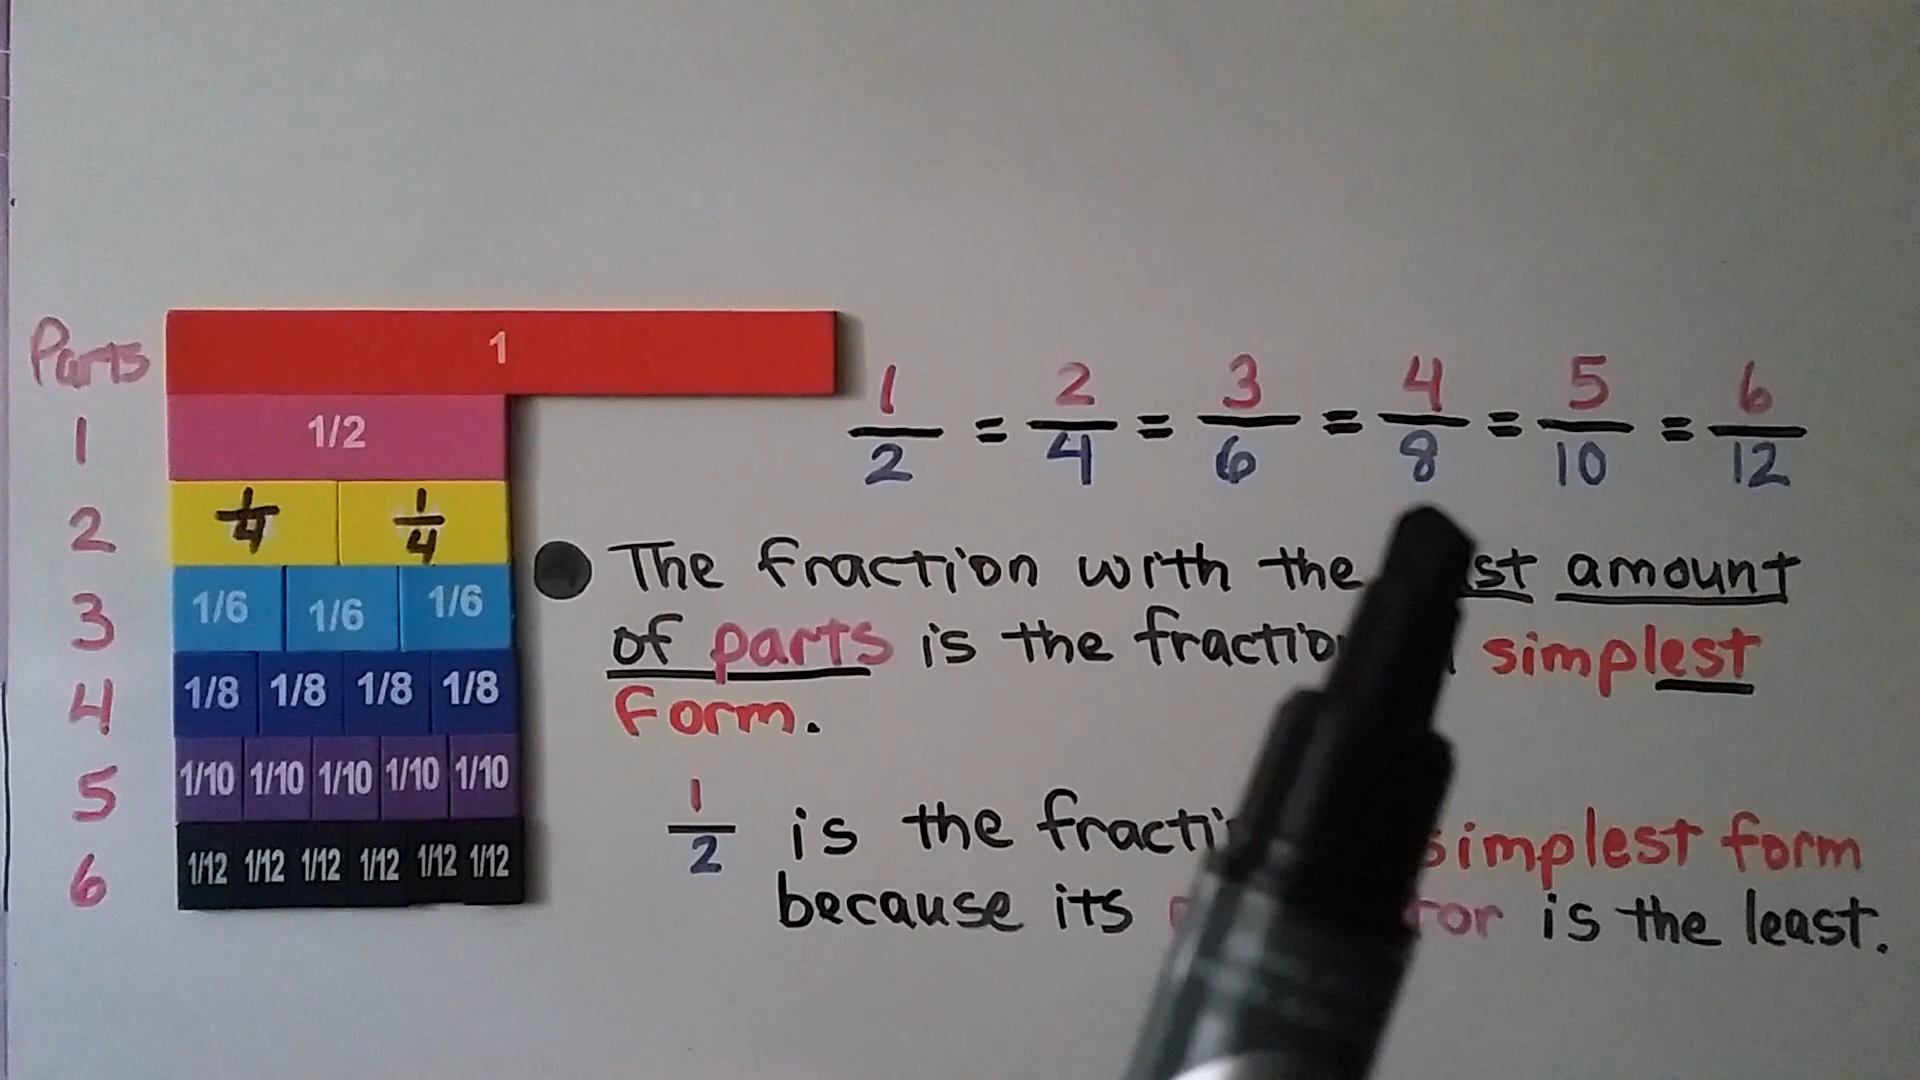 Parts 1
1 1/2
2 1/4 1/4
3 1/6 1/6 1/6
4 1/8 1/8 1/8 1/8
5 1/10 1/10 1/10 1/10 1/10
6 1/12 1/12 1/12 1/12 1/12 1/12
1/2 = 2/4 = 3/6 = 4/8 = 5/10 = 6/12
The fraction with the amount
of parts is the simplest
form.
1/2 is the simplest form
because its is the least.